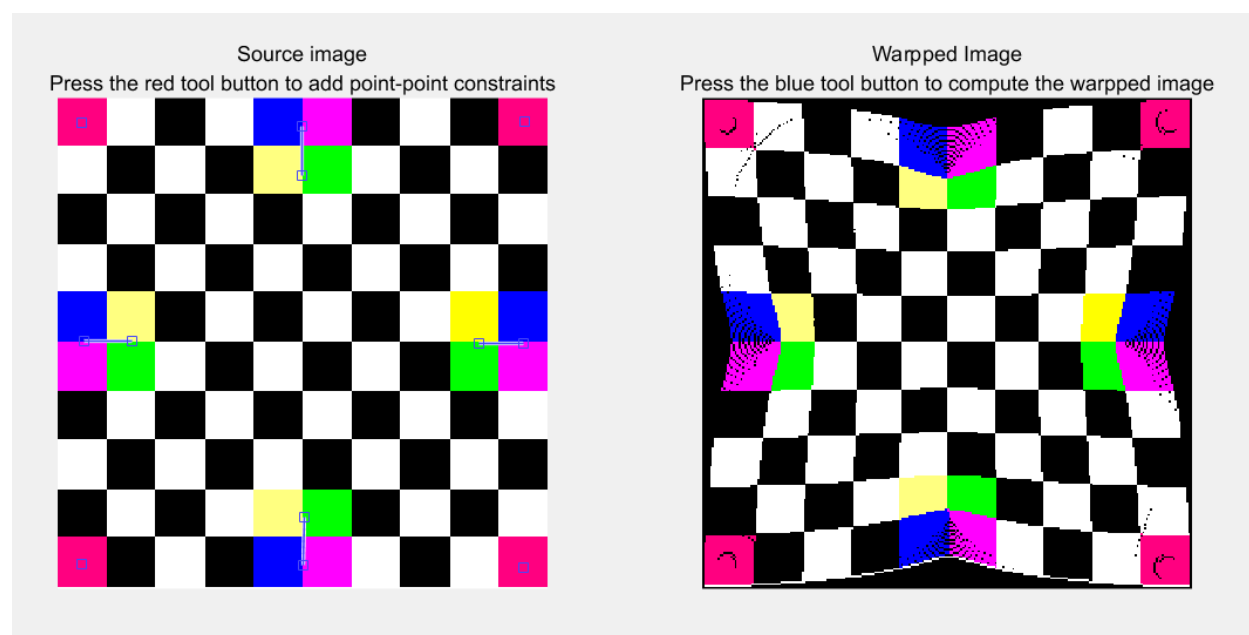 Source image
Press the red tool button to add point-point constraints
Warpped Image
Press the blue tool button to compute the warpped image